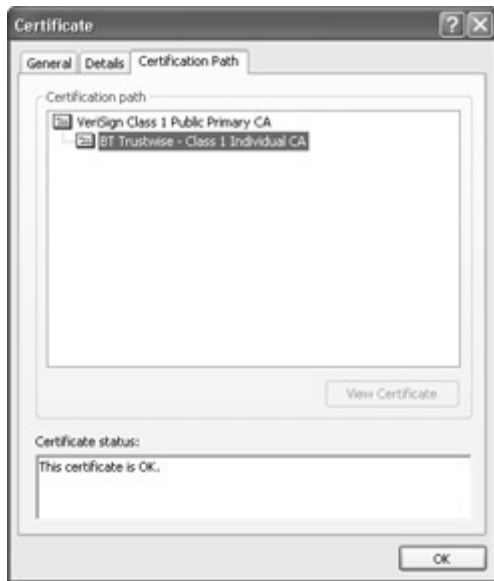 Certificate
General Details Certification Path
Certification path
VeriSign Class 1 Public Primary CA
BT Trustwise - Class 1 Individual CA
View Certificate
Certificate status:
This certificate is OK.
OK